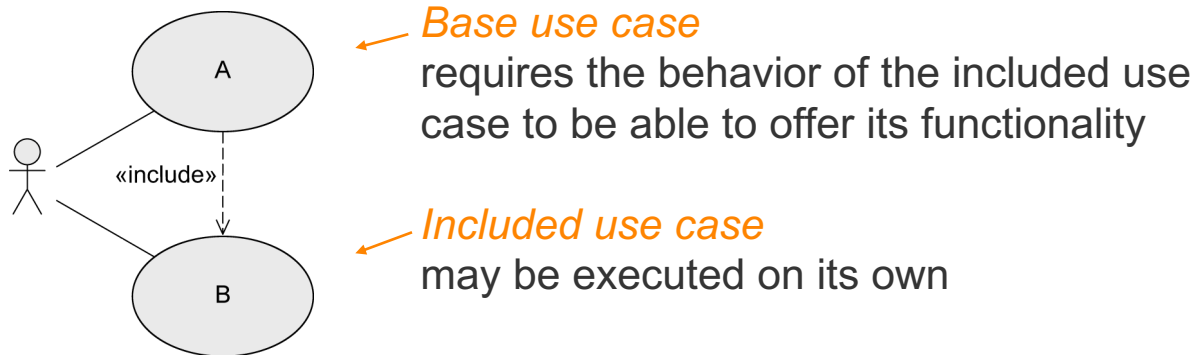 Base use case
A
requires the behavior of the included use
case to be able to offer its functionality
«include»
Included use case
may be executed on its own
B